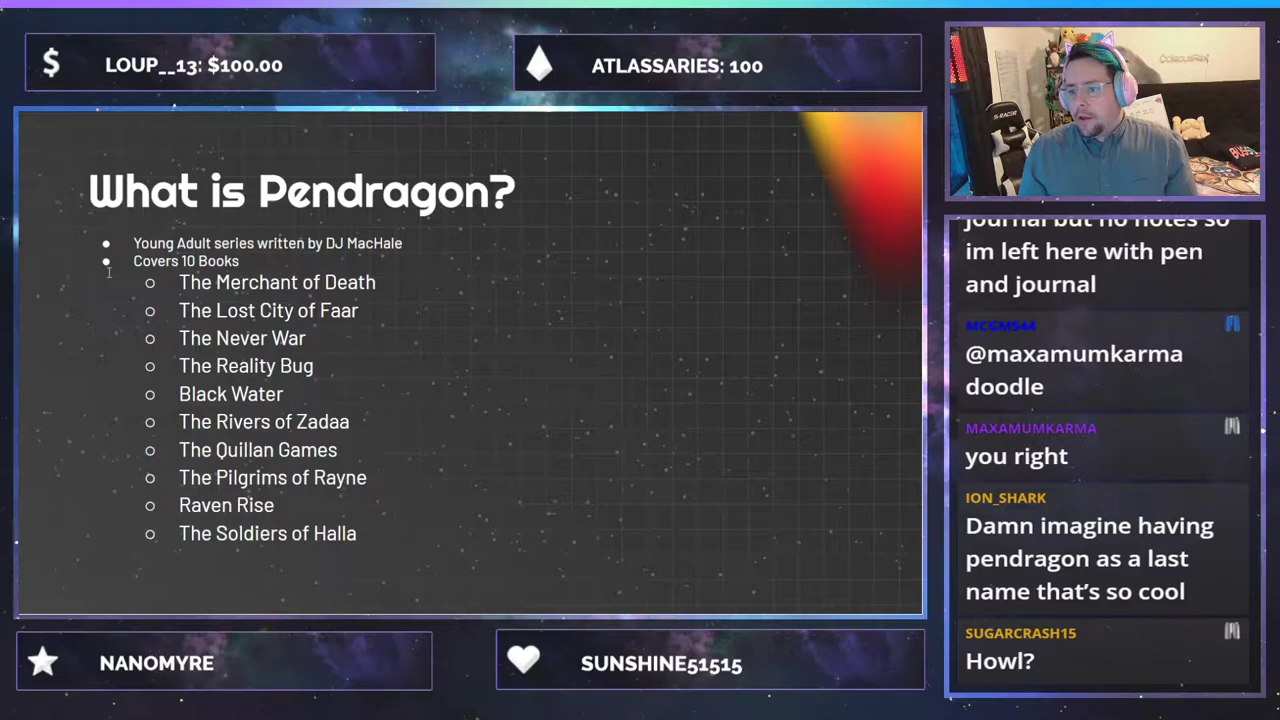 $ LOUP__13: $100.00
ATLASSARIES: 100
What is Pendragon?
● Young Adult series written by DJ MacHale
● Covers 10 Books
○ The Merchant of Death
○ The Lost City of Faar
○ The Never War
○ The Reality Bug
○ Black Water
○ The Rivers of Zadaa
○ The Quillan Games
○ The Pilgrims of Rayne
○ Raven Rise
○ The Soldiers of Halla
NANOMYRE
SUNSHINE51515
journal but no notes so
im left here with pen
and journal
MCGM544
@maxamumkarma
doodle
MAXAMUMKARMA
you right
ION_SHARK
Damn imagine having
pendragon as a last
name that's so cool
SUGARCRASH15
Howl?